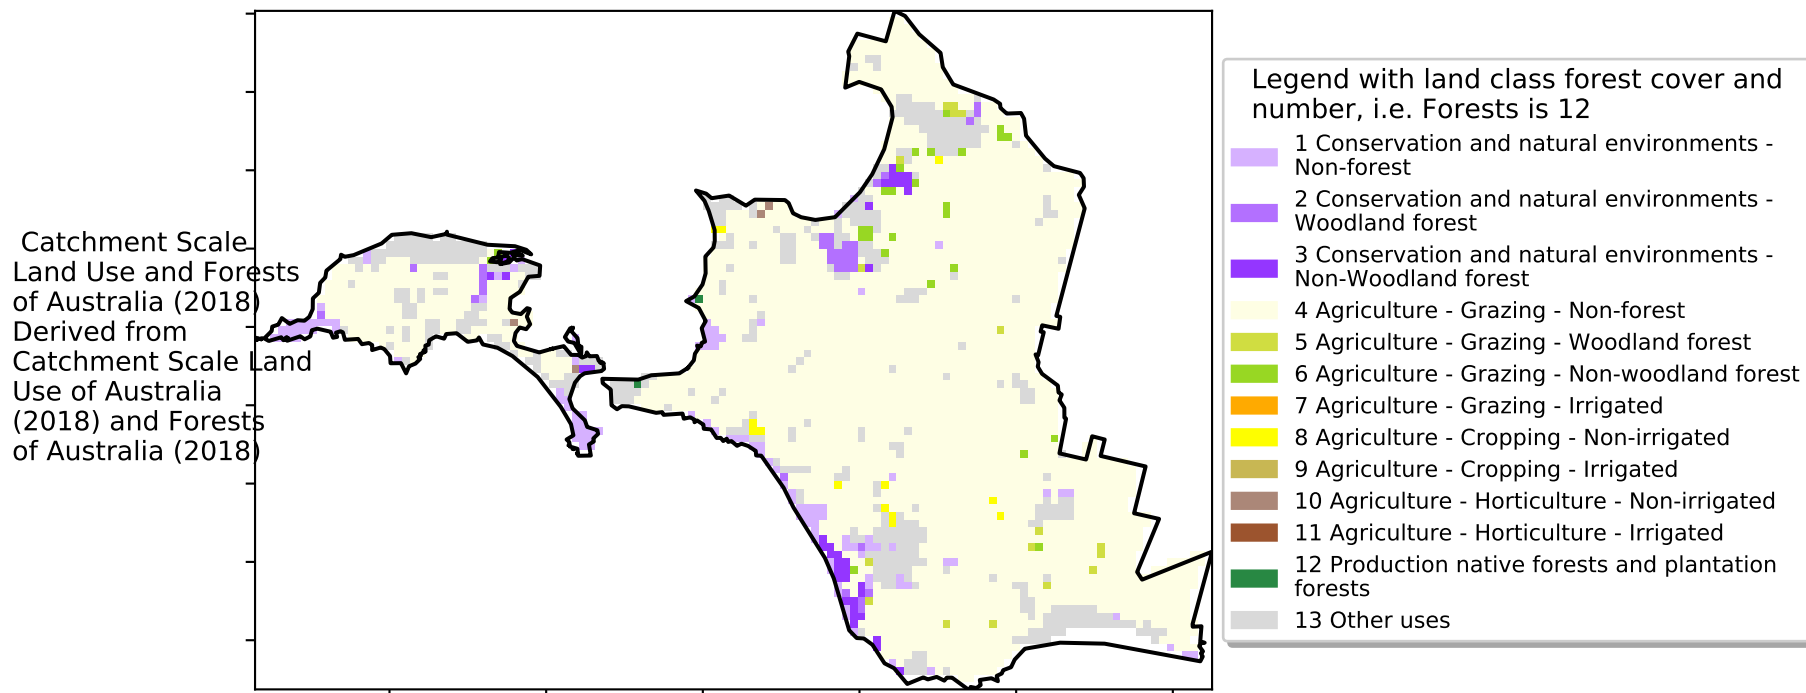 Catchment Scale
Land Use and Forests
of Australia (2018)
Derived from
Catchment Scale Land
Use of Australia
(2018) and Forests
of Australia (2018)
Legend with land class forest cover and
number, i.e. Forests is 12
1 Conservation and natural environments -
Non-forest
2 Conservation and natural environments -
Woodland forest
3 Conservation and natural environments -
Non-Woodland forest
4 Agriculture - Grazing - Non-forest
5 Agriculture - Grazing - Woodland forest
6 Agriculture - Grazing - Non-woodland forest
7 Agriculture - Grazing - Irrigated
8 Agriculture - Cropping - Non-irrigated
9 Agriculture - Cropping - Irrigated
10 Agriculture - Horticulture - Non-irrigated
11 Agriculture - Horticulture - Irrigated
12 Production native forests and plantation
forests
13 Other uses